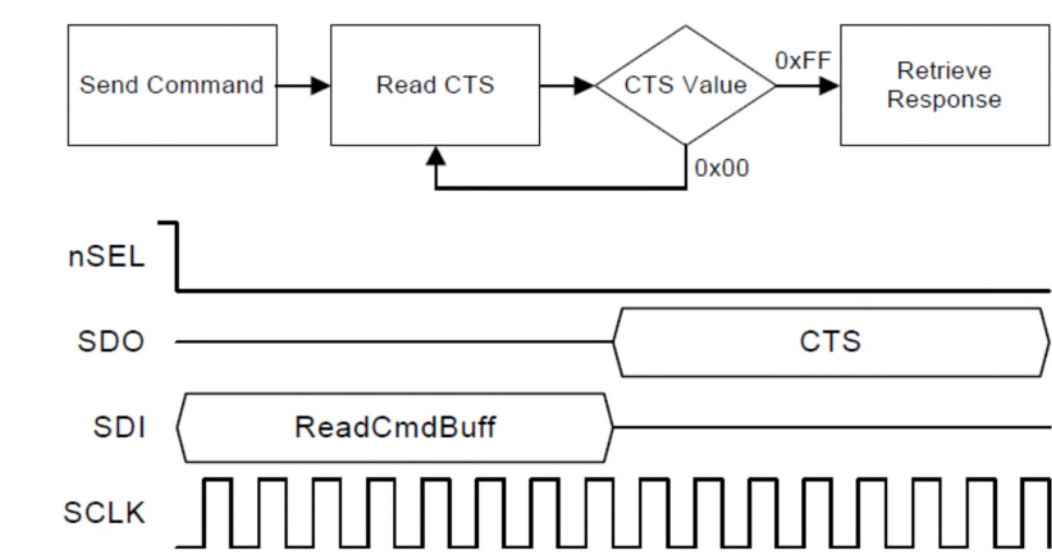 Send Command
Read CTS
CTS Value
0xFF
Retrieve
Response
0x00
nSEL
SDO
CTS
SDI
ReadCmdBuff
SCLK